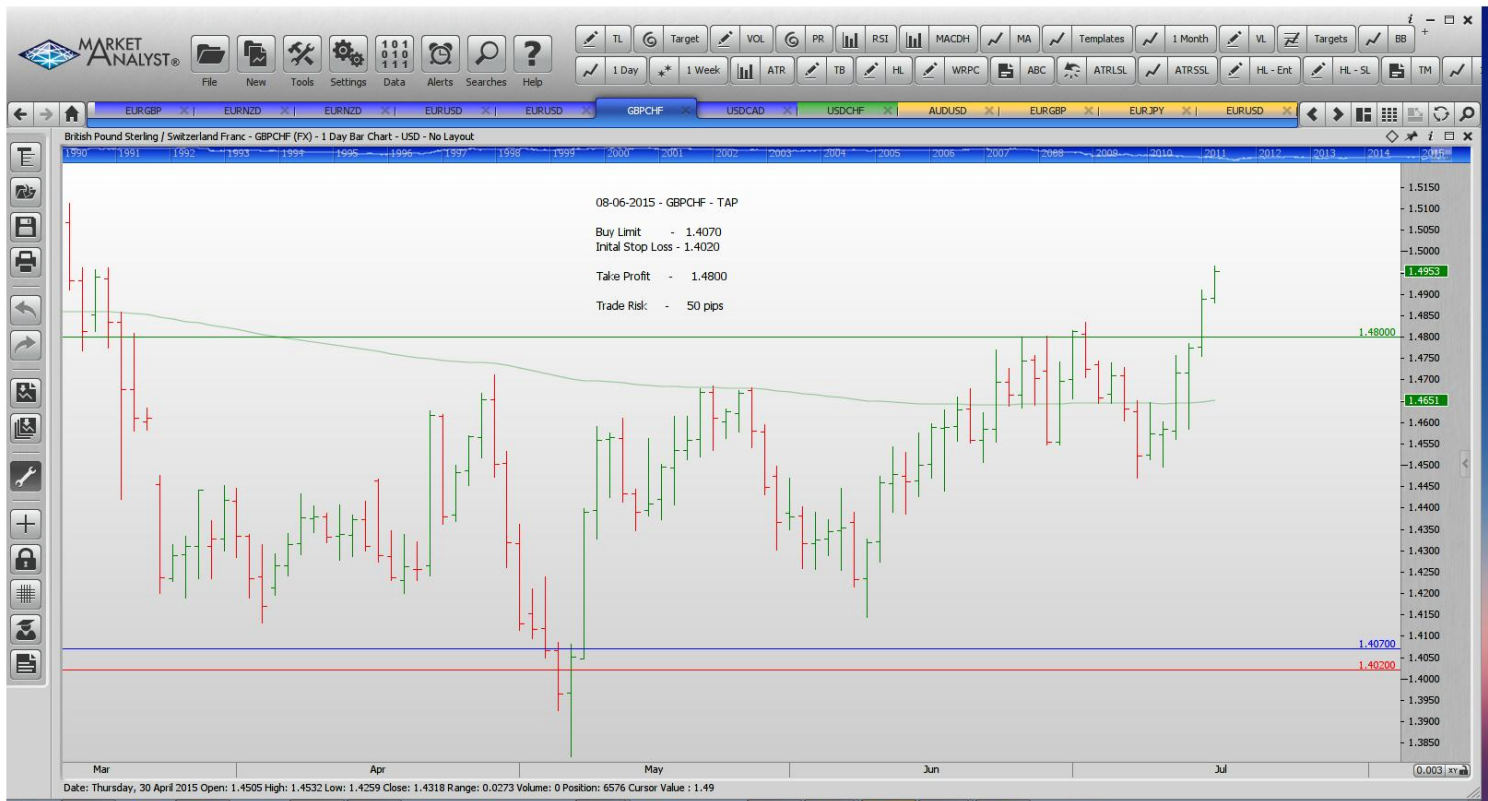 MARKET
ANALYST®
File New Tools Settings Data Alerts Searches Help
101
010
111
TL Target VOL PR RSI MACDH MA Templates 1 Month VL Targets BB
1 Day 1 Week ATR TB HL WRPC ABC ATRLSL ATRSSL HL - Ent HL - SL TM
EURGBP EURNZD EURNZD EURUSD EURUSD GBPCHF USDCAD USDCHF AUDUSD EURGBP EURJPY EURUSD
British Pound Sterling / Switzerland Franc - GBPCHF (FX) - 1 Day Bar Chart - USD - No Layout
1990 1991 1992 1993 1994 1995 1996 1997 1998 1999 2000 2001 2002 2003 2004 2005 2006 2007 2008 2009 2010 2011 2012 2013 2014 2015
08-06-2015 - GBPCHF - TAP
Buy Limit - 1.4070
Inital Stop Loss - 1.4020
Take Profit - 1.4800
Trade Risk - 50 pips
1.5150
1.5100
1.5050
1.5000
1.4953
1.4900
1.4850
1.48000
1.4800
1.4750
1.4700
1.4651
1.4600
1.4550
1.4500
1.4450
1.4400
1.4350
1.4300
1.4250
1.4200
1.4150
1.4100
1.40700
1.4050
1.40200
1.4000
1.3950
1.3900
1.3850
Mar Apr May Jun Jul
0.003 XY
Date: Thursday, 30 April 2015 Open: 1.4505 High: 1.4532 Low: 1.4259 Close: 1.4318 Range: 0.0273 Volume: 0 Position: 6576 Cursor Value : 1.49